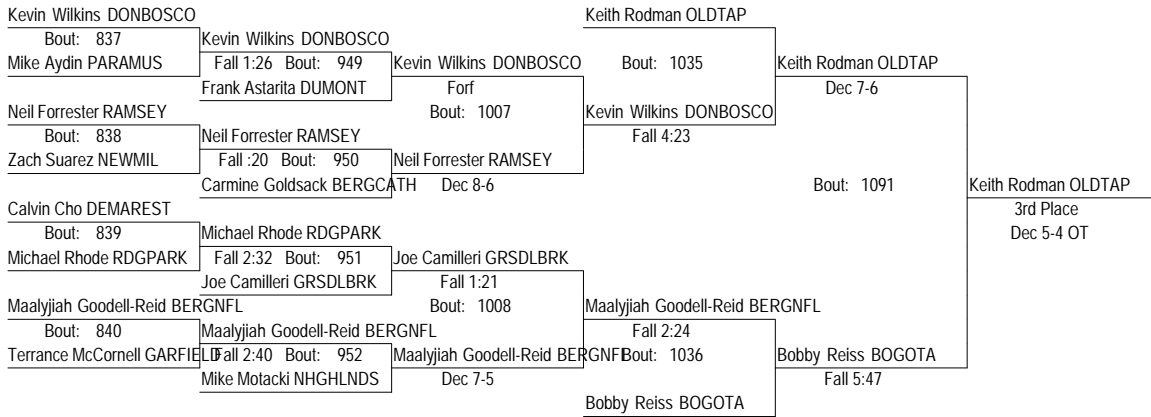 Kevin Wilkins DONBOSCO
Keith Rodman OLDTAP
Bout: 837
Kevin Wilkins DONBOSCO
Mike Aydin PARAMUS
Fall 1:26 Bout: 949
Kevin Wilkins DONBOSCO
Bout: 1035
Keith Rodman OLDTAP
Frank Astarita DUMONT
Forf
Dec 7-6
Neil Forrester RAMSEY
Bout: 1007
Kevin Wilkins DONBOSCO
Bout: 838
Neil Forrester RAMSEY
Fall 4:23
Zach Suarez NEWMIL
Fall :20 Bout: 950
Neil Forrester RAMSEY
Carmine Goldsack BERGCATH
Dec 8-6
Bout: 1091
Keith Rodman OLDTAP
Calvin Cho DEMAREST
3rd Place
Bout: 839
Michael Rhode RDGPARK
Dec 5-4 OT
Michael Rhode RDGPARK
Fall 2:32 Bout: 951
Joe Camilleri GRSDLBRK
Joe Camilleri GRSDLBRK
Fall 1:21
Maalyjiah Goodell-Reid BERGNFL
Bout: 1008
Maalyjiah Goodell-Reid BERGNFL
Bout: 840
Maalyjiah Goodell-Reid BERGNFL
Fall 2:24
Terrance McCornell GARFIELD
Fall 2:40 Bout: 952
Maalyjiah Goodell-Reid BERGNFL
Bout: 1036
Bobby Reiss BOGOTA
Mike Motacki NHGHLNDS
Dec 7-5
Fall 5:47
Bobby Reiss BOGOTA